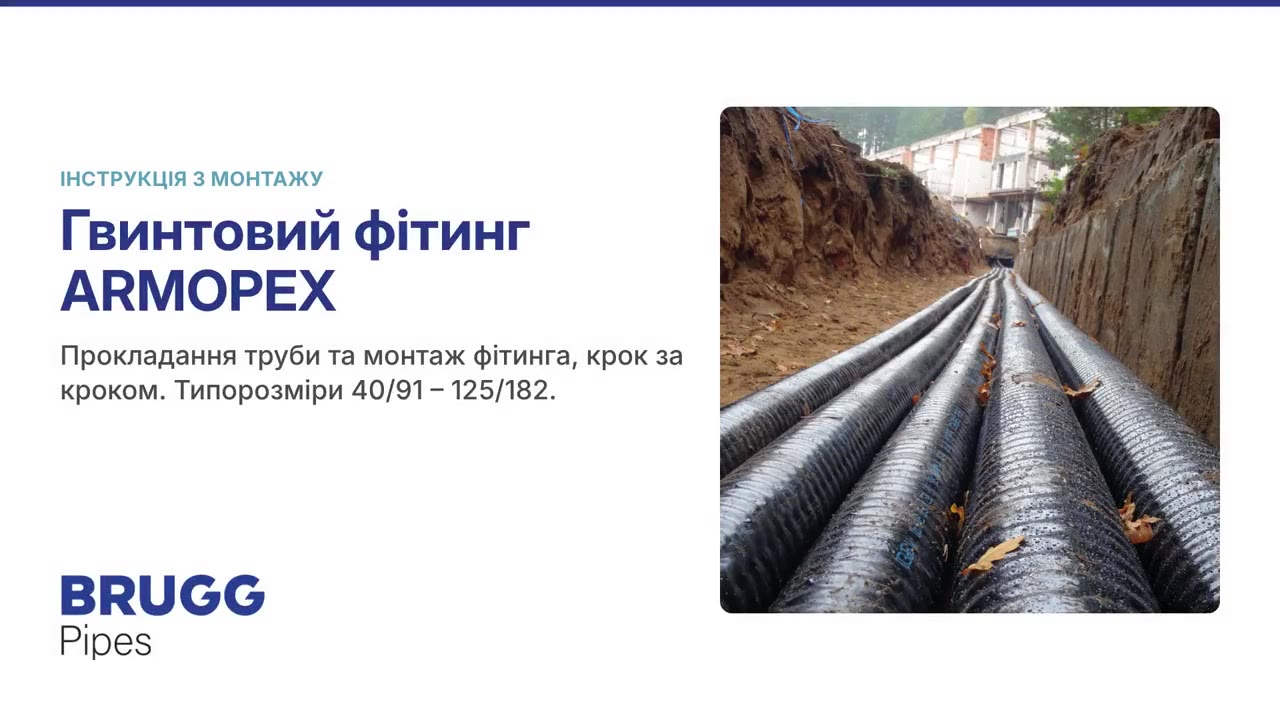 ІНСТРУКЦІЯ З МОНТАЖУ
Гвинтовий фітинг
ARMOPEX
Прокладання труби та монтаж фітинга, крок за
кроком. Типорозміри 40/91 – 125/182.
BRUGG
Pipes